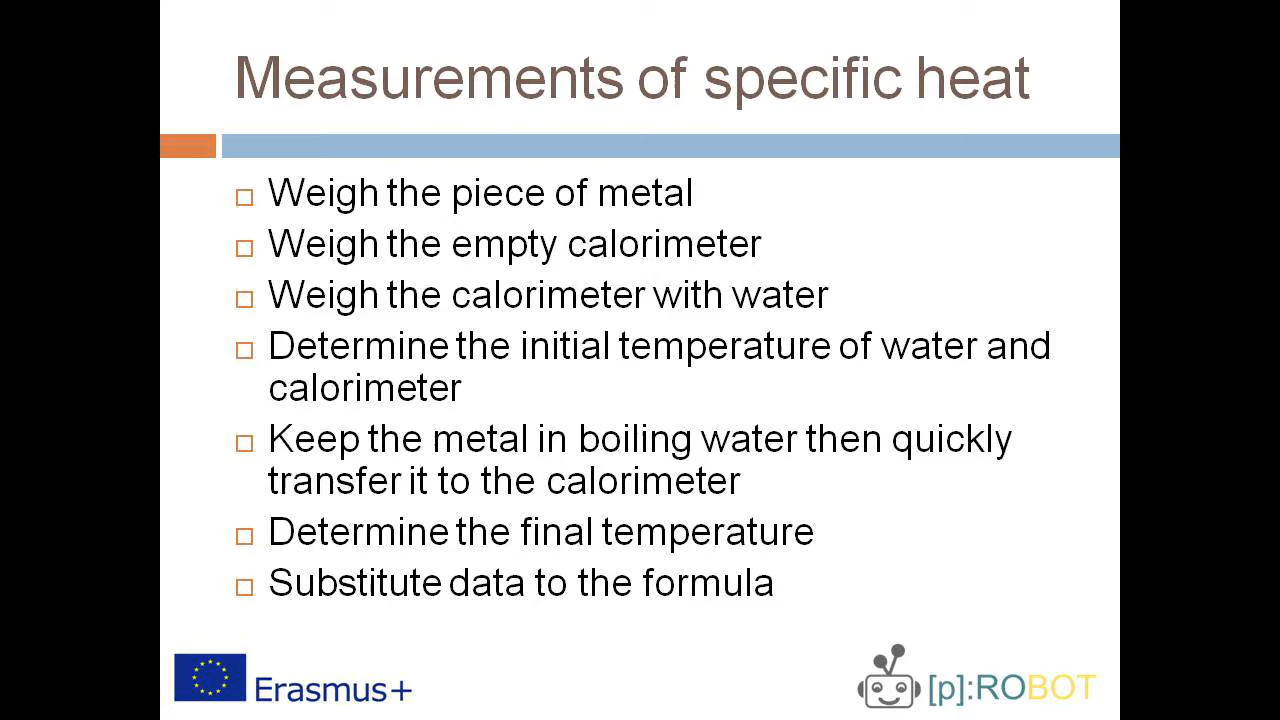 Measurements of specific heat
Weigh the piece of metal
Weigh the empty calorimeter
Weigh the calorimeter with water
Determine the initial temperature of water and
calorimeter
Keep the metal in boiling water then quickly
transfer it to the calorimeter
Determine the final temperature
Substitute data to the formula
Erasmus+
[p]:ROBOT